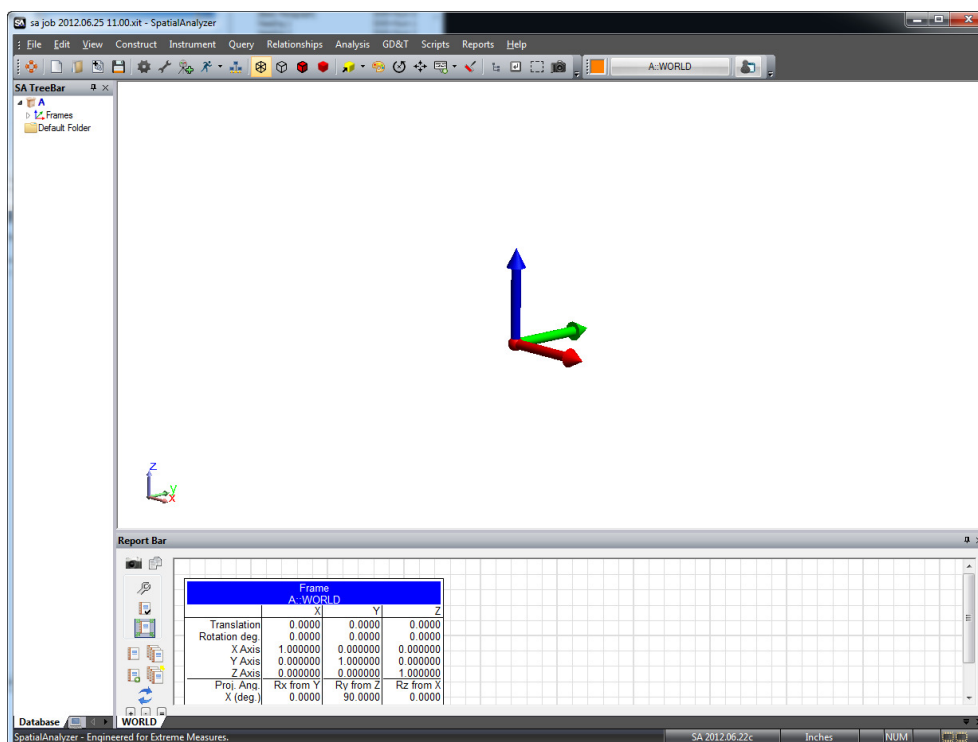 SA sa job 2012.06.25 11.00.xit - SpatialAnalyzer
File Edit View Construct Instrument Query Relationships Analysis GD&T Scripts Reports Help
A::WORLD
SA TreeBar
A
Frames
Default Folder
Z
Y
X
Report Bar
Frame
A::WORLD
X Y Z
Translation 0.0000 0.0000 0.0000
Rotation deg. 0.0000 0.0000 0.0000
X Axis 1.000000 0.000000 0.000000
Y Axis 0.000000 1.000000 0.000000
Z Axis 0.000000 0.000000 1.000000
Proj. Ang. Rx from Y Ry from Z Rz from X
X (deg.) 0.0000 90.0000 0.0000
Database WORLD
SpatialAnalyzer - Engineered for Extreme Measures. SA 2012.06.22c Inches NUM